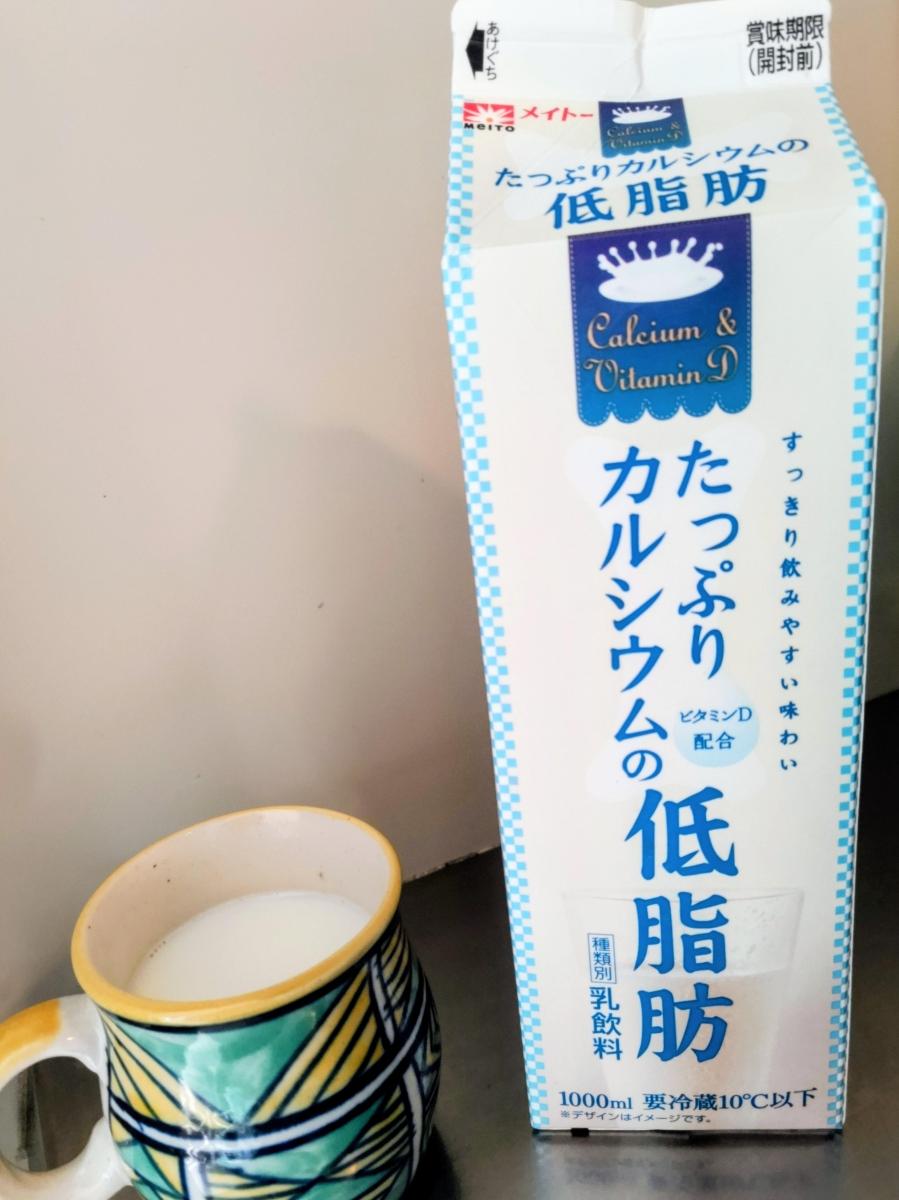 あけぐち
賞味期限
(開封前)
MEITO
メイトー
Calcium &
Vitamin D
たっぷりカルシウムの
低脂肪
Calcium &
Vitamin D
すっきり飲みやすい味わい
たっぷり
カルシウムの
ビタミンD
配合
低脂肪
種類別
乳飲料
1000ml 要冷蔵10℃以下
※デザインはイメージです。